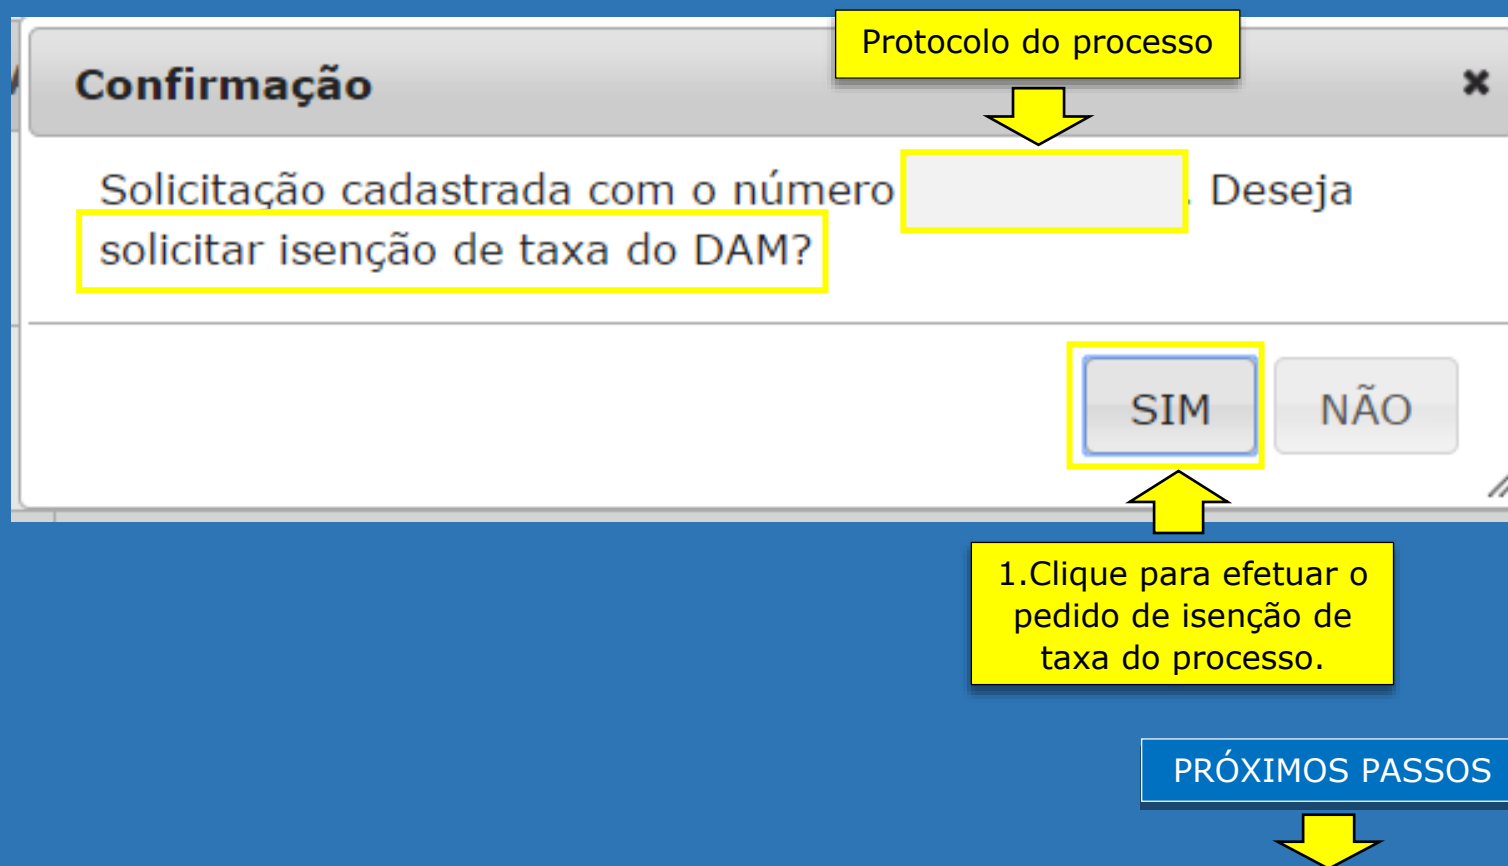 Protocolo do processo
Confirmação
Solicitação cadastrada com o número . Deseja
solicitar isenção de taxa do DAM?
SIM
NÃO
1.Clique para efetuar o
pedido de isenção de
taxa do processo.
PRÓXIMOS PASSOS